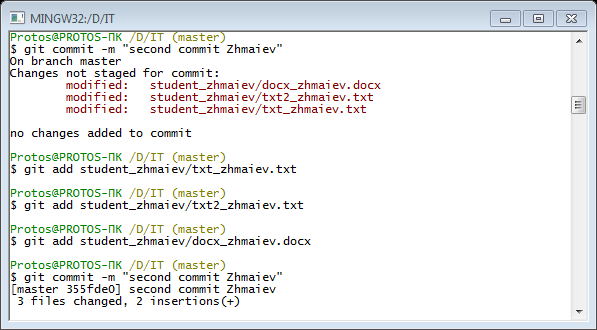 MINGW32:/D/IT
Protos@PROTOS-ПК /D/IT (master)
$ git commit -m "second commit Zhmaiev"
On branch master
Changes not staged for commit:
        modified:   student_zhmaiev/docx_zhmaiev.docx
        modified:   student_zhmaiev/txt2_zhmaiev.txt
        modified:   student_zhmaiev/txt_zhmaiev.txt

no changes added to commit

Protos@PROTOS-ПК /D/IT (master)
$ git add student_zhmaiev/txt_zhmaiev.txt

Protos@PROTOS-ПК /D/IT (master)
$ git add student_zhmaiev/txt2_zhmaiev.txt

Protos@PROTOS-ПК /D/IT (master)
$ git add student_zhmaiev/docx_zhmaiev.docx

Protos@PROTOS-ПК /D/IT (master)
$ git commit -m "second commit Zhmaiev"
[master 355fde0] second commit Zhmaiev
 3 files changed, 2 insertions(+)